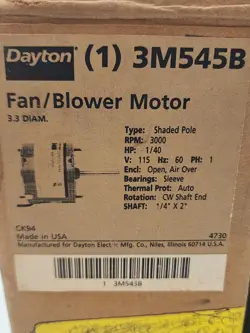 Dayton (1) 3M545B
Fan/Blower Motor
3.3 DIAM.
Type: Shaded Pole
RPM: 3000
HP: 1/40
V: 115 Hz: 60 PH: 1
Encl: Open, Air Over
Bearings: Sleeve
Thermal Prot: Auto
Rotation: CW Shaft End
SHAFT: 1/4" X 2"
CK94
Made in USA 4730
Manufactured for Dayton Electric Mfg. Co., Niles, Illinois 60714 U.S.A.
1 3M545B